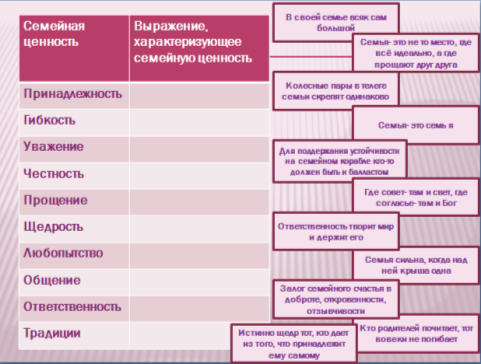 Семейная
ценность
Выражение,
характеризующее
семейную ценность
Принадлежность
Гибкость
Уважение
Честность
Прощение
Щедрость
Любопытство
Общение
Ответственность
Традиции
В своей семье всяк сам
большой
Семья- это не то место, где
всё идеально, а где
прощают друг друга
Колесные пары в телеге
семьи скрепят одинаково
Семья- это семь я
Для поддержания устойчивости
на семейном корабле кто-то
должен быть и балластом
Где совет- там и свет, где
согласье- там и Бог
Ответственность творит мир
и держит его
Семья сильна, когда над
ней крыша одна
Залог семейного счастья в
доброте, откровенности,
отзывчивости
Кто родителей почитает, тот
вовеки не погибает
Истинно щедр тот, кто дает
из того, что принадлежит
ему самому